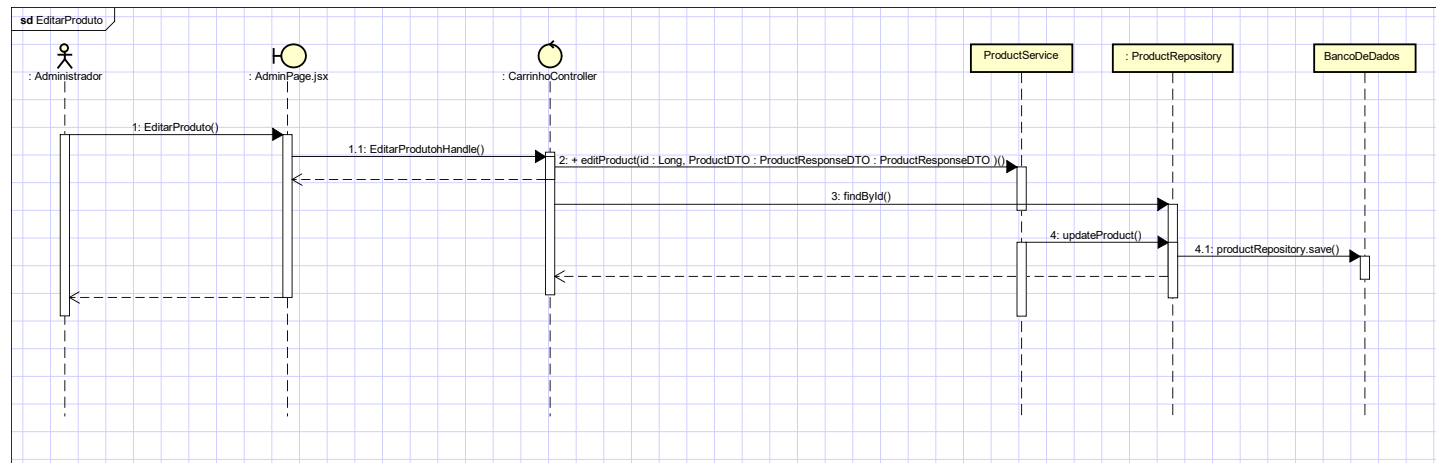 sd EditarProduto
: Administrador
: AdminPage.jsx
: CarrinhoController
ProductService
: ProductRepository
BancoDeDados
1: EditarProduto()
1.1: EditarProdutohHandle()
2: + editProduct(id : Long, ProductDTO : ProductResponseDTO : ProductResponseDTO )()
3: findById()
4: updateProduct()
4.1: productRepository.save()